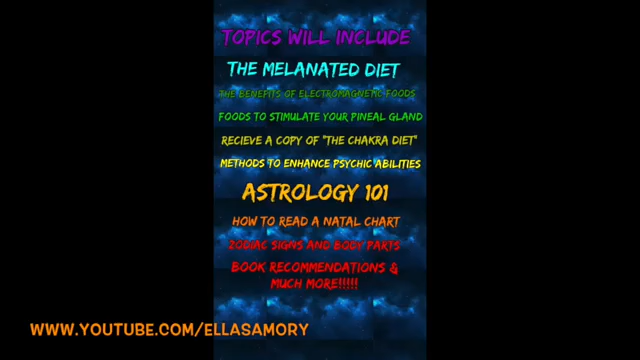 TOPICS WILL INCLUDE
THE MELANATED DIET
THE BENEFITS OF ELECTROMAGNETIC FOODS
FOODS TO STIMULATE YOUR PINEAL GLAND
RECIEVE A COPY OF "THE CHAKRA DIET"
METHODS TO ENHANCE PSYCHIC ABILITIES
ASTROLOGY 101
HOW TO READ A NATAL CHART
ZODIAC SIGNS AND BODY PARTS
BOOK RECOMMENDATIONS &
MUCH MORE!!!!!
WWW.YOUTUBE.COM/ELLASAMORY